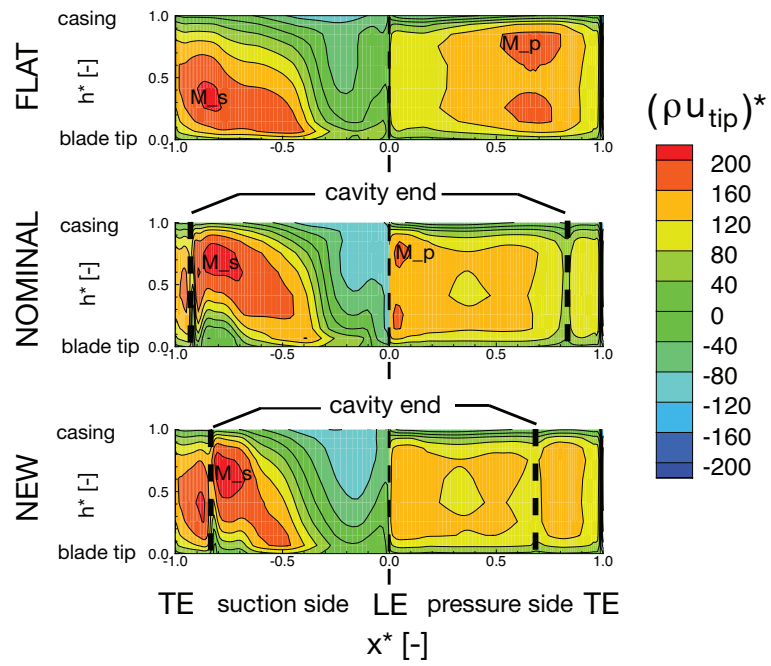 casing
1.0
h* [-]
0.5
FLAT
M_s
M_p
blade tip
0.0
-1.0
-0.5
0.0
0.5
1.0
(ρu_tip)*
200
160
120
80
40
0
-40
-80
-120
-160
-200
cavity end
casing
1.0
h* [-]
0.5
NOMINAL
M_s
M_p
blade tip
0.0
-1.0
-0.5
0.0
0.5
1.0
cavity end
casing
1.0
h* [-]
0.5
NEW
M_s
blade tip
0.0
-1.0
-0.5
0.0
0.5
1.0
TE suction side LE pressure side TE
x* [-]